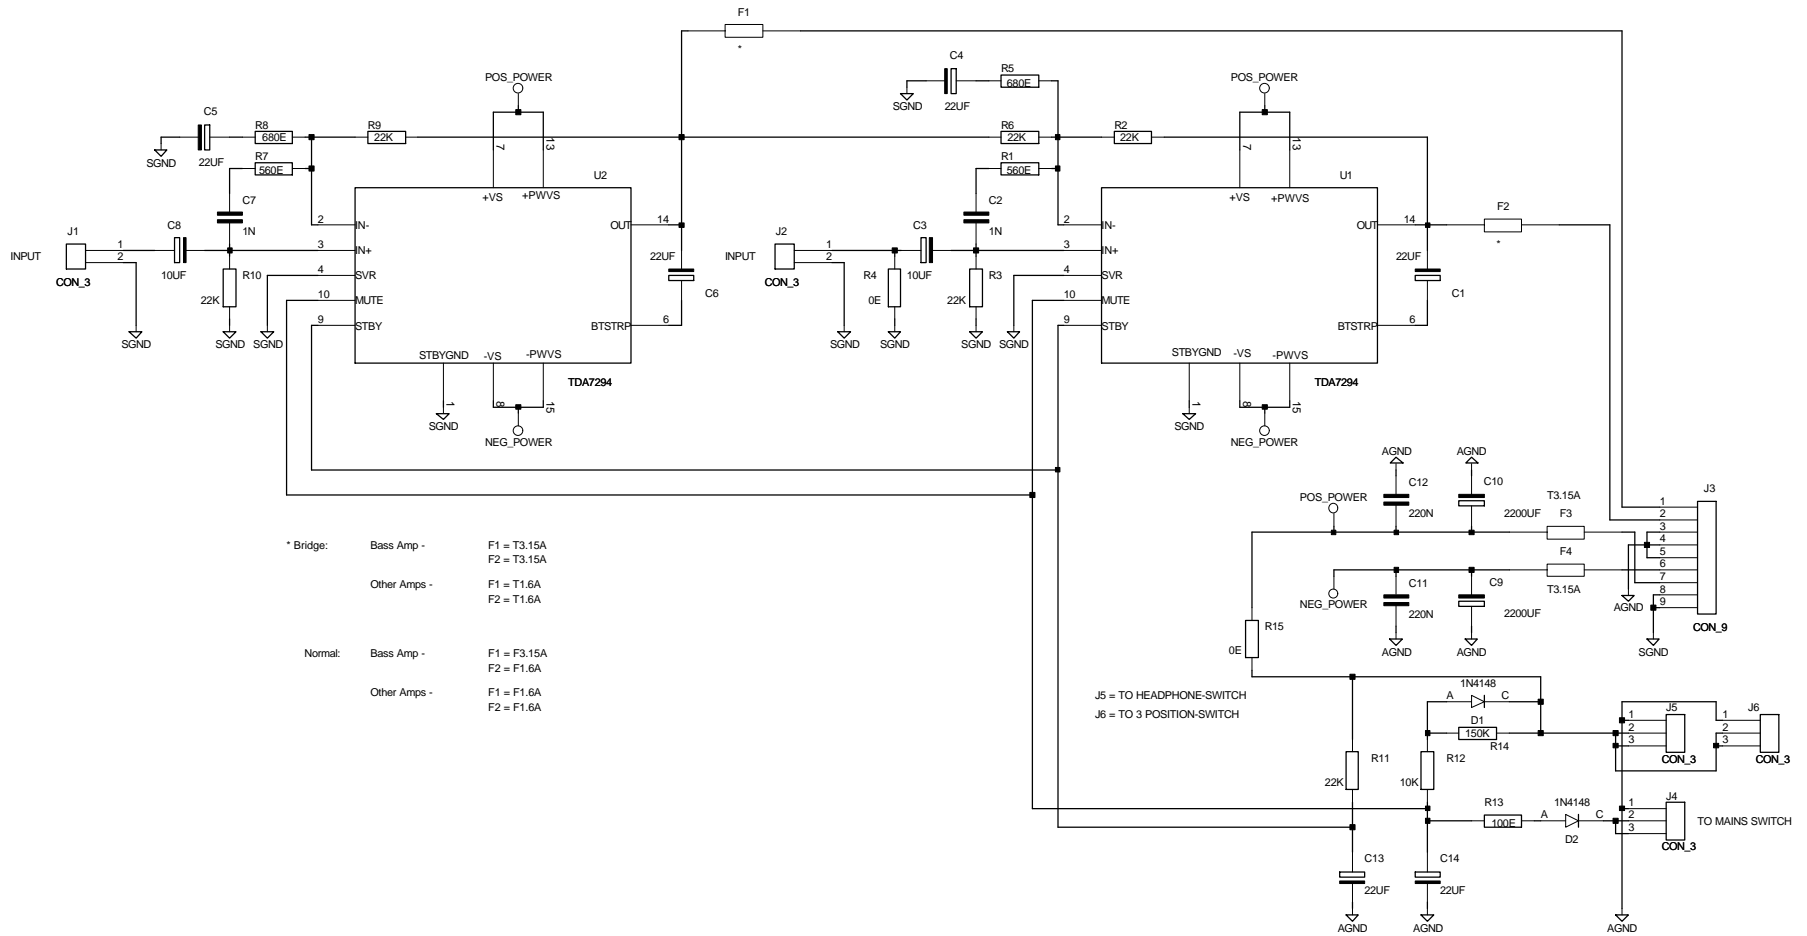 F1
*
C4
R5
680E
22UF
SGND
POS_POWER
POS_POWER
C5
R8
680E
R9
22K
R6
22K
R2
22K
SGND
22UF
R7
560E
R1
560E
7
13
7
13
U2
U1
+VS
+PWVS
+VS
+PWVS
C7
1N
C2
1N
F2
*
J1
INPUT
CON_3
1
2
C8
10UF
2
IN-
3
IN+
4
SVR
10
MUTE
9
STBY
OUT
14
22UF
C6
BTSTRP
6
R10
22K
SGND
SGND
SGND
J2
INPUT
CON_3
1
2
R4
0E
C3
10UF
R3
22K
SGND
SGND
SGND
SGND
2
IN-
3
IN+
4
SVR
10
MUTE
9
STBY
OUT
14
22UF
C1
BTSTRP
6
STBYGND
-VS
-PWVS
TDA7294
1
8
15
SGND
NEG_POWER
STBYGND
-VS
-PWVS
TDA7294
1
8
15
SGND
NEG_POWER
AGND
AGND
C12
220N
C10
2200UF
POS_POWER
T3.15A
F3
F4
T3.15A
J3
1
2
3
4
5
6
7
8
9
CON_9
AGND
SGND
NEG_POWER
C11
220N
C9
2200UF
AGND
AGND
* Bridge:
Bass Amp -
F1 = T3.15A
F2 = T3.15A
Other Amps -
F1 = T1.6A
F2 = T1.6A
Normal:
Bass Amp -
F1 = F3.15A
F2 = F1.6A
Other Amps -
F1 = F1.6A
F2 = F1.6A
R15
0E
J5 = TO HEADPHONE-SWITCH
J6 = TO 3 POSITION-SWITCH
1N4148
A
C
D1
150K
R14
J5
1
2
3
CON_3
J6
1
2
3
CON_3
R11
22K
R12
10K
R13
100E
1N4148
A
C
D2
J4
1
2
3
CON_3
TO MAINS SWITCH
C13
22UF
C14
22UF
AGND
AGND
AGND